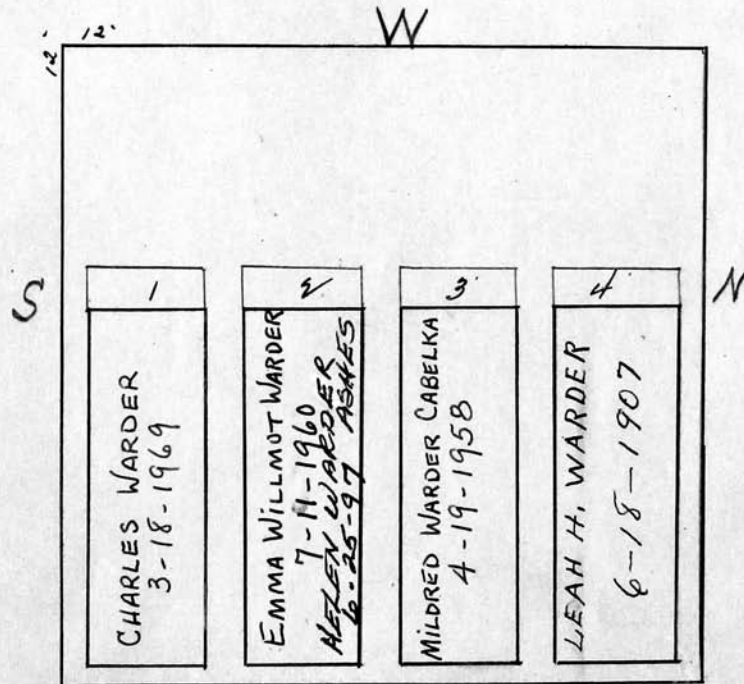 W
12' 12'
S
N
1
CHARLES WARDER
3-18-1969
2
EMMA WILLMOT WARDER
7-11-1960
HELEN WARDER
6-25-97 ASHES
3
MILDRED WARDER CABELKA
4-19-1958
4
LEAH H. WARDER
6-18-1907